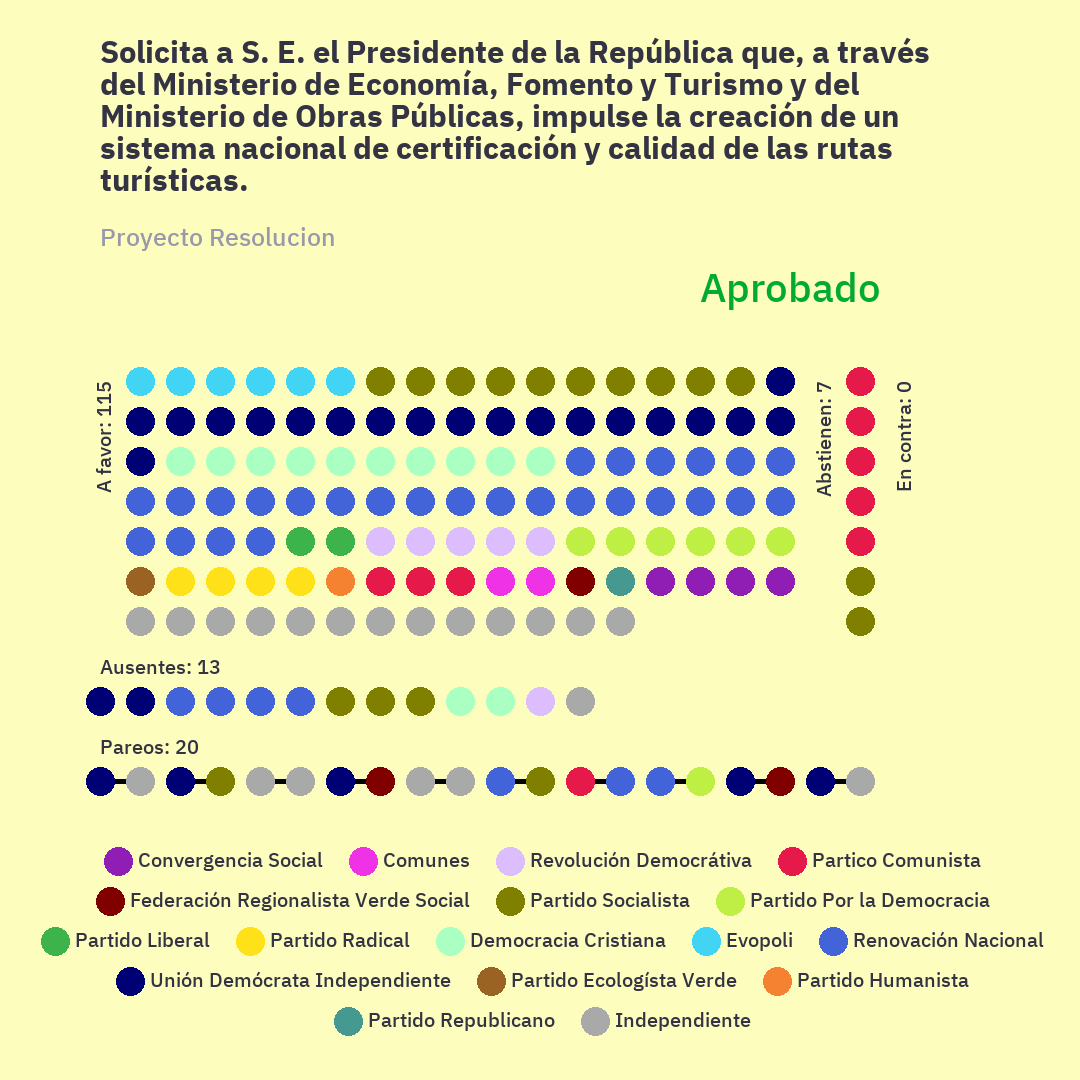 Solicita a S. E. el Presidente de la República que, a través
del Ministerio de Economía, Fomento y Turismo y del
Ministerio de Obras Públicas, impulse la creación de un
sistema nacional de certificación y calidad de las rutas
turísticas.
Proyecto Resolucion
Aprobado
A favor: 115
Abstienen: 7
En contra: 0
Ausentes: 13
Pareos: 20
Convergencia Social
Comunes
Revolución Democrátiva
Partico Comunista
Federación Regionalista Verde Social
Partido Socialista
Partido Por la Democracia
Partido Liberal
Partido Radical
Democracia Cristiana
Evopoli
Renovación Nacional
Unión Demócrata Independiente
Partido Ecologísta Verde
Partido Humanista
Partido Republicano
Independiente